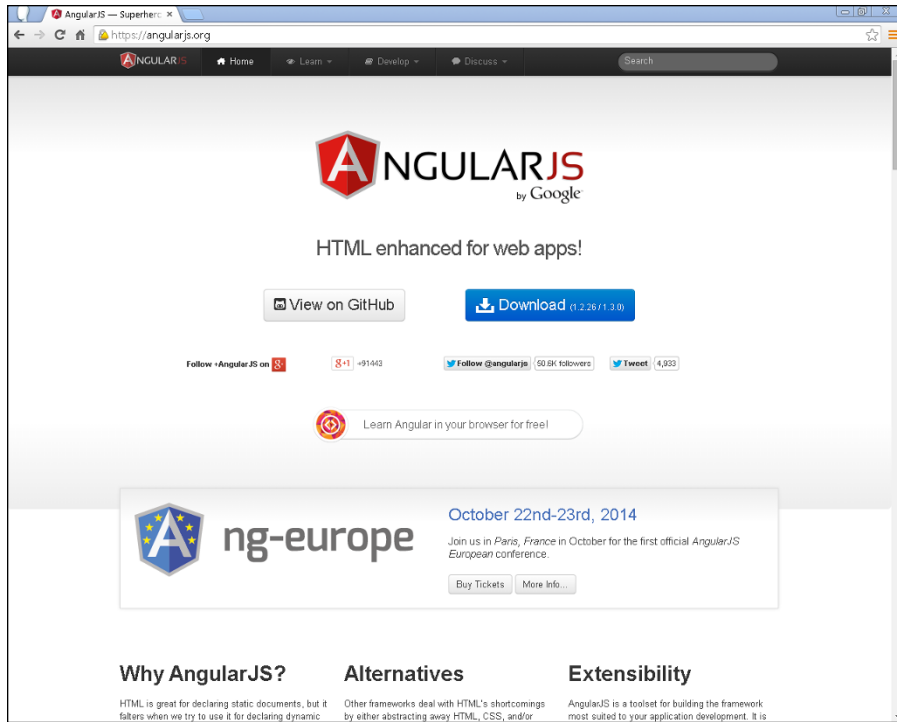 AngularJS — Superherc
https://angularjs.org
ANGULARJS Home Learn Develop Discuss Search
ANGULARJS
by Google
HTML enhanced for web apps!
View on GitHub Download (1.2.26 / 1.3.0)
Follow +AngularJS on g+ g+1 +91443 Follow @angularjs 50.5K followers Tweet 4,933
Learn Angular in your browser for free!
ng-europe
October 22nd-23rd, 2014
Join us in Paris, France in October for the first official AngularJS
European conference.
Buy Tickets More Info...
Why AngularJS?
HTML is great for declaring static documents, but it
falters when we try to use it for declaring dynamic
Alternatives
Other frameworks deal with HTML's shortcomings
by either abstracting away HTML, CSS, and/or
Extensibility
AngularJS is a toolset for building the framework
most suited to your application development. It is